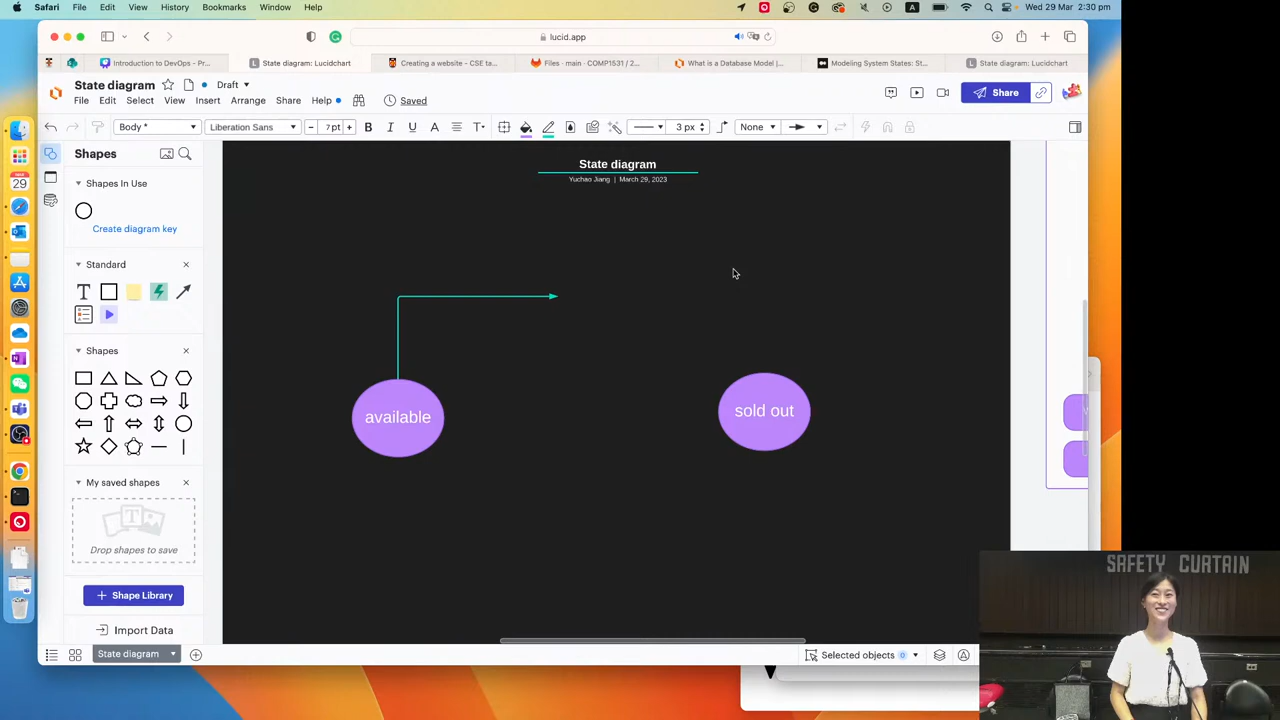 Safari File Edit View History Bookmarks Window Help
A
Wed 29 Mar 2:30 pm
lucid.app
Introduction to DevOps - Pr...
L State diagram: Lucidchart
Creating a website - CSE ta...
Files · main · COMP1531 / 2...
What is a Database Model |...
Modeling System States: St...
L State diagram: Lucidchart
State diagram Draft
Share
File Edit Select View Insert Arrange Share Help Saved
Body * Liberation Sans 7pt B I U A T 3 px None
Shapes
Shapes In Use
Create diagram key
Standard
T
Shapes
My saved shapes
T
Drop shapes to save
+ Shape Library
Import Data
State diagram
Yuchao Jiang | March 29, 2023
available
sold out
State diagram
Selected objects 0
MAR
29
SAFETY CURTAIN